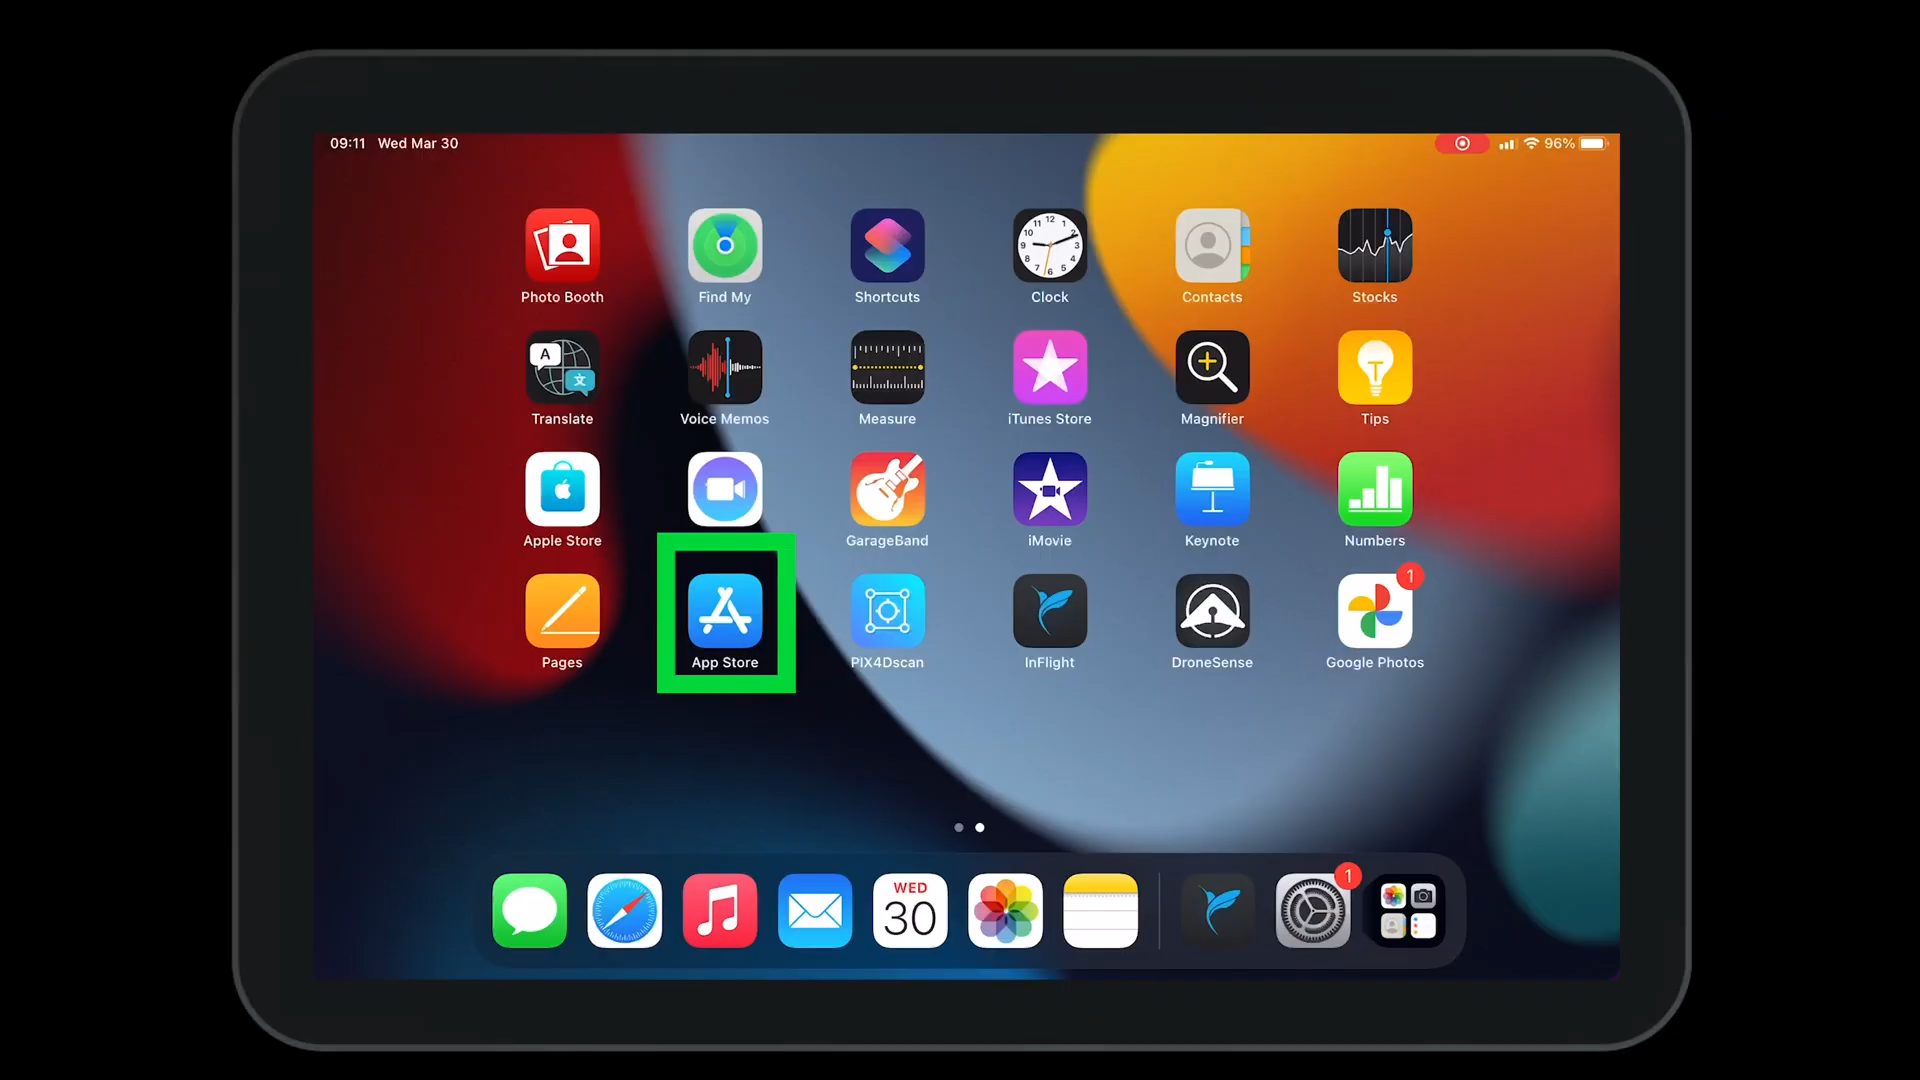 09:11 Wed Mar 30
96%
Photo Booth
Find My
Shortcuts
Clock
Contacts
Stocks
Translate
Voice Memos
Measure
iTunes Store
Magnifier
Tips
Apple Store
GarageBand
iMovie
Keynote
Numbers
1
Pages
App Store
PIX4Dscan
InFlight
DroneSense
Google Photos
WED
30
1